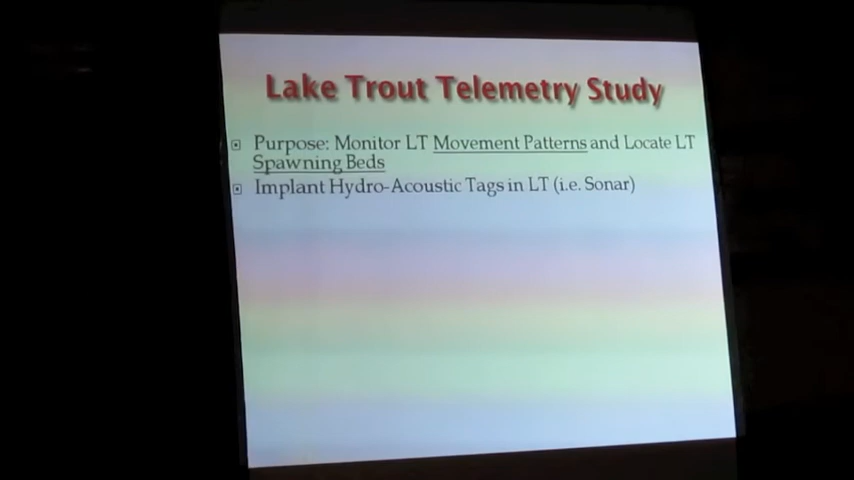 Lake Trout Telemetry Study
Purpose: Monitor LT Movement Patterns and Locate LT
Spawning Beds
Implant Hydro-Acoustic Tags in LT (i.e. Sonar)